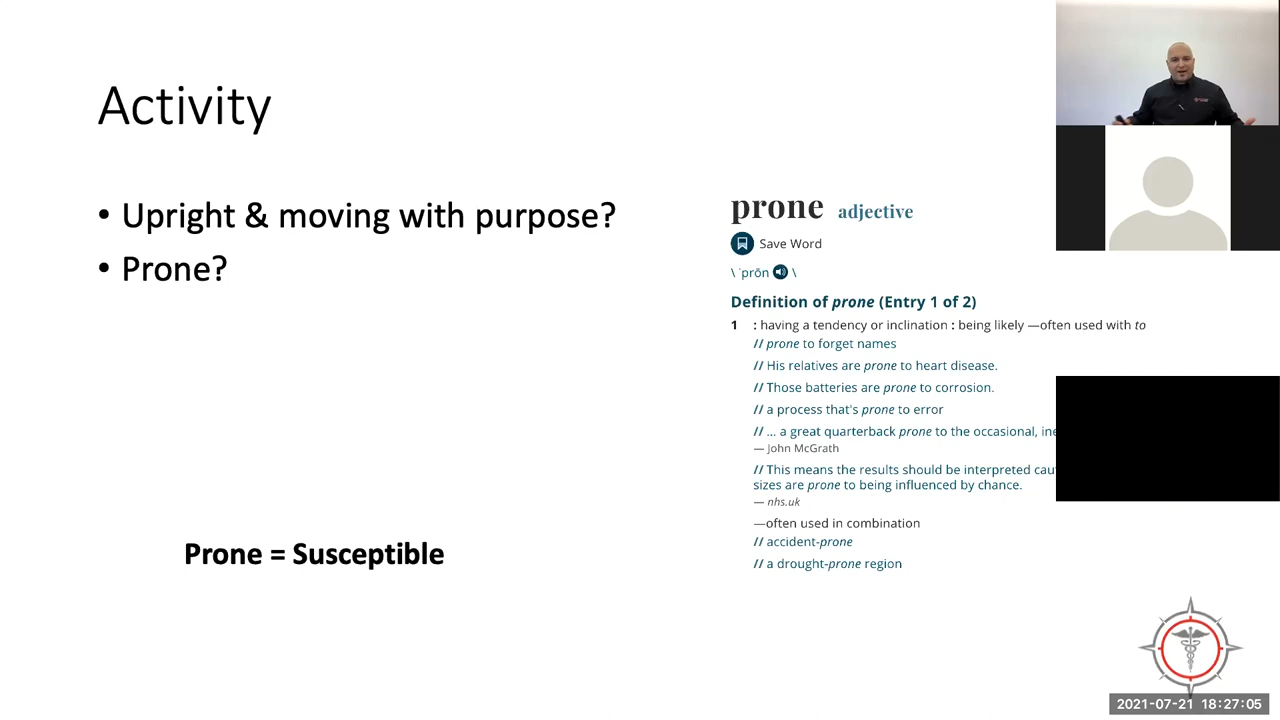 Activity
• Upright & moving with purpose?
• Prone?
Prone = Susceptible
prone adjective
Save Word
\ ˈprōn \
Definition of prone (Entry 1 of 2)
1 : having a tendency or inclination : being likely —often used with to
// prone to forget names
// His relatives are prone to heart disease.
// Those batteries are prone to corrosion.
// a process that's prone to error
// … a great quarterback prone to the occasional,
— John McGrath
// This means the results should be interpreted
sizes are prone to being influenced by chance.
— nhs.uk
—often used in combination
// accident-prone
// a drought-prone region
2021-07-21 18:27:05